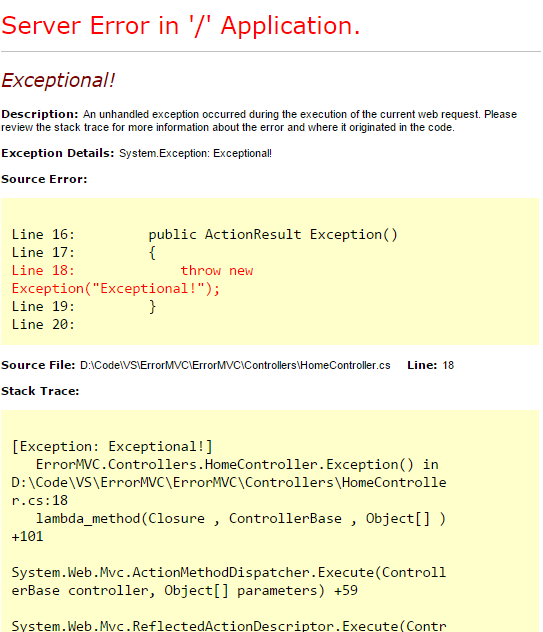 Server Error in '/' Application.
Exceptional!
Description: An unhandled exception occurred during the execution of the current web request. Please
review the stack trace for more information about the error and where it originated in the code.
Exception Details: System.Exception: Exceptional!
Source Error:
Line 16:         public ActionResult Exception()
Line 17:         {
Line 18:             throw new
Exception("Exceptional!");
Line 19:         }
Line 20:
Source File: D:\Code\VS\ErrorMVC\ErrorMVC\Controllers\HomeController.cs    Line: 18
Stack Trace:
[Exception: Exceptional!]
   ErrorMVC.Controllers.HomeController.Exception() in
D:\Code\VS\ErrorMVC\ErrorMVC\Controllers\HomeControlle
r.cs:18
   lambda_method(Closure , ControllerBase , Object[] )
+101
System.Web.Mvc.ActionMethodDispatcher.Execute(Controll
erBase controller, Object[] parameters) +59
System.Web.Mvc.ReflectedActionDescriptor.Execute(Contr